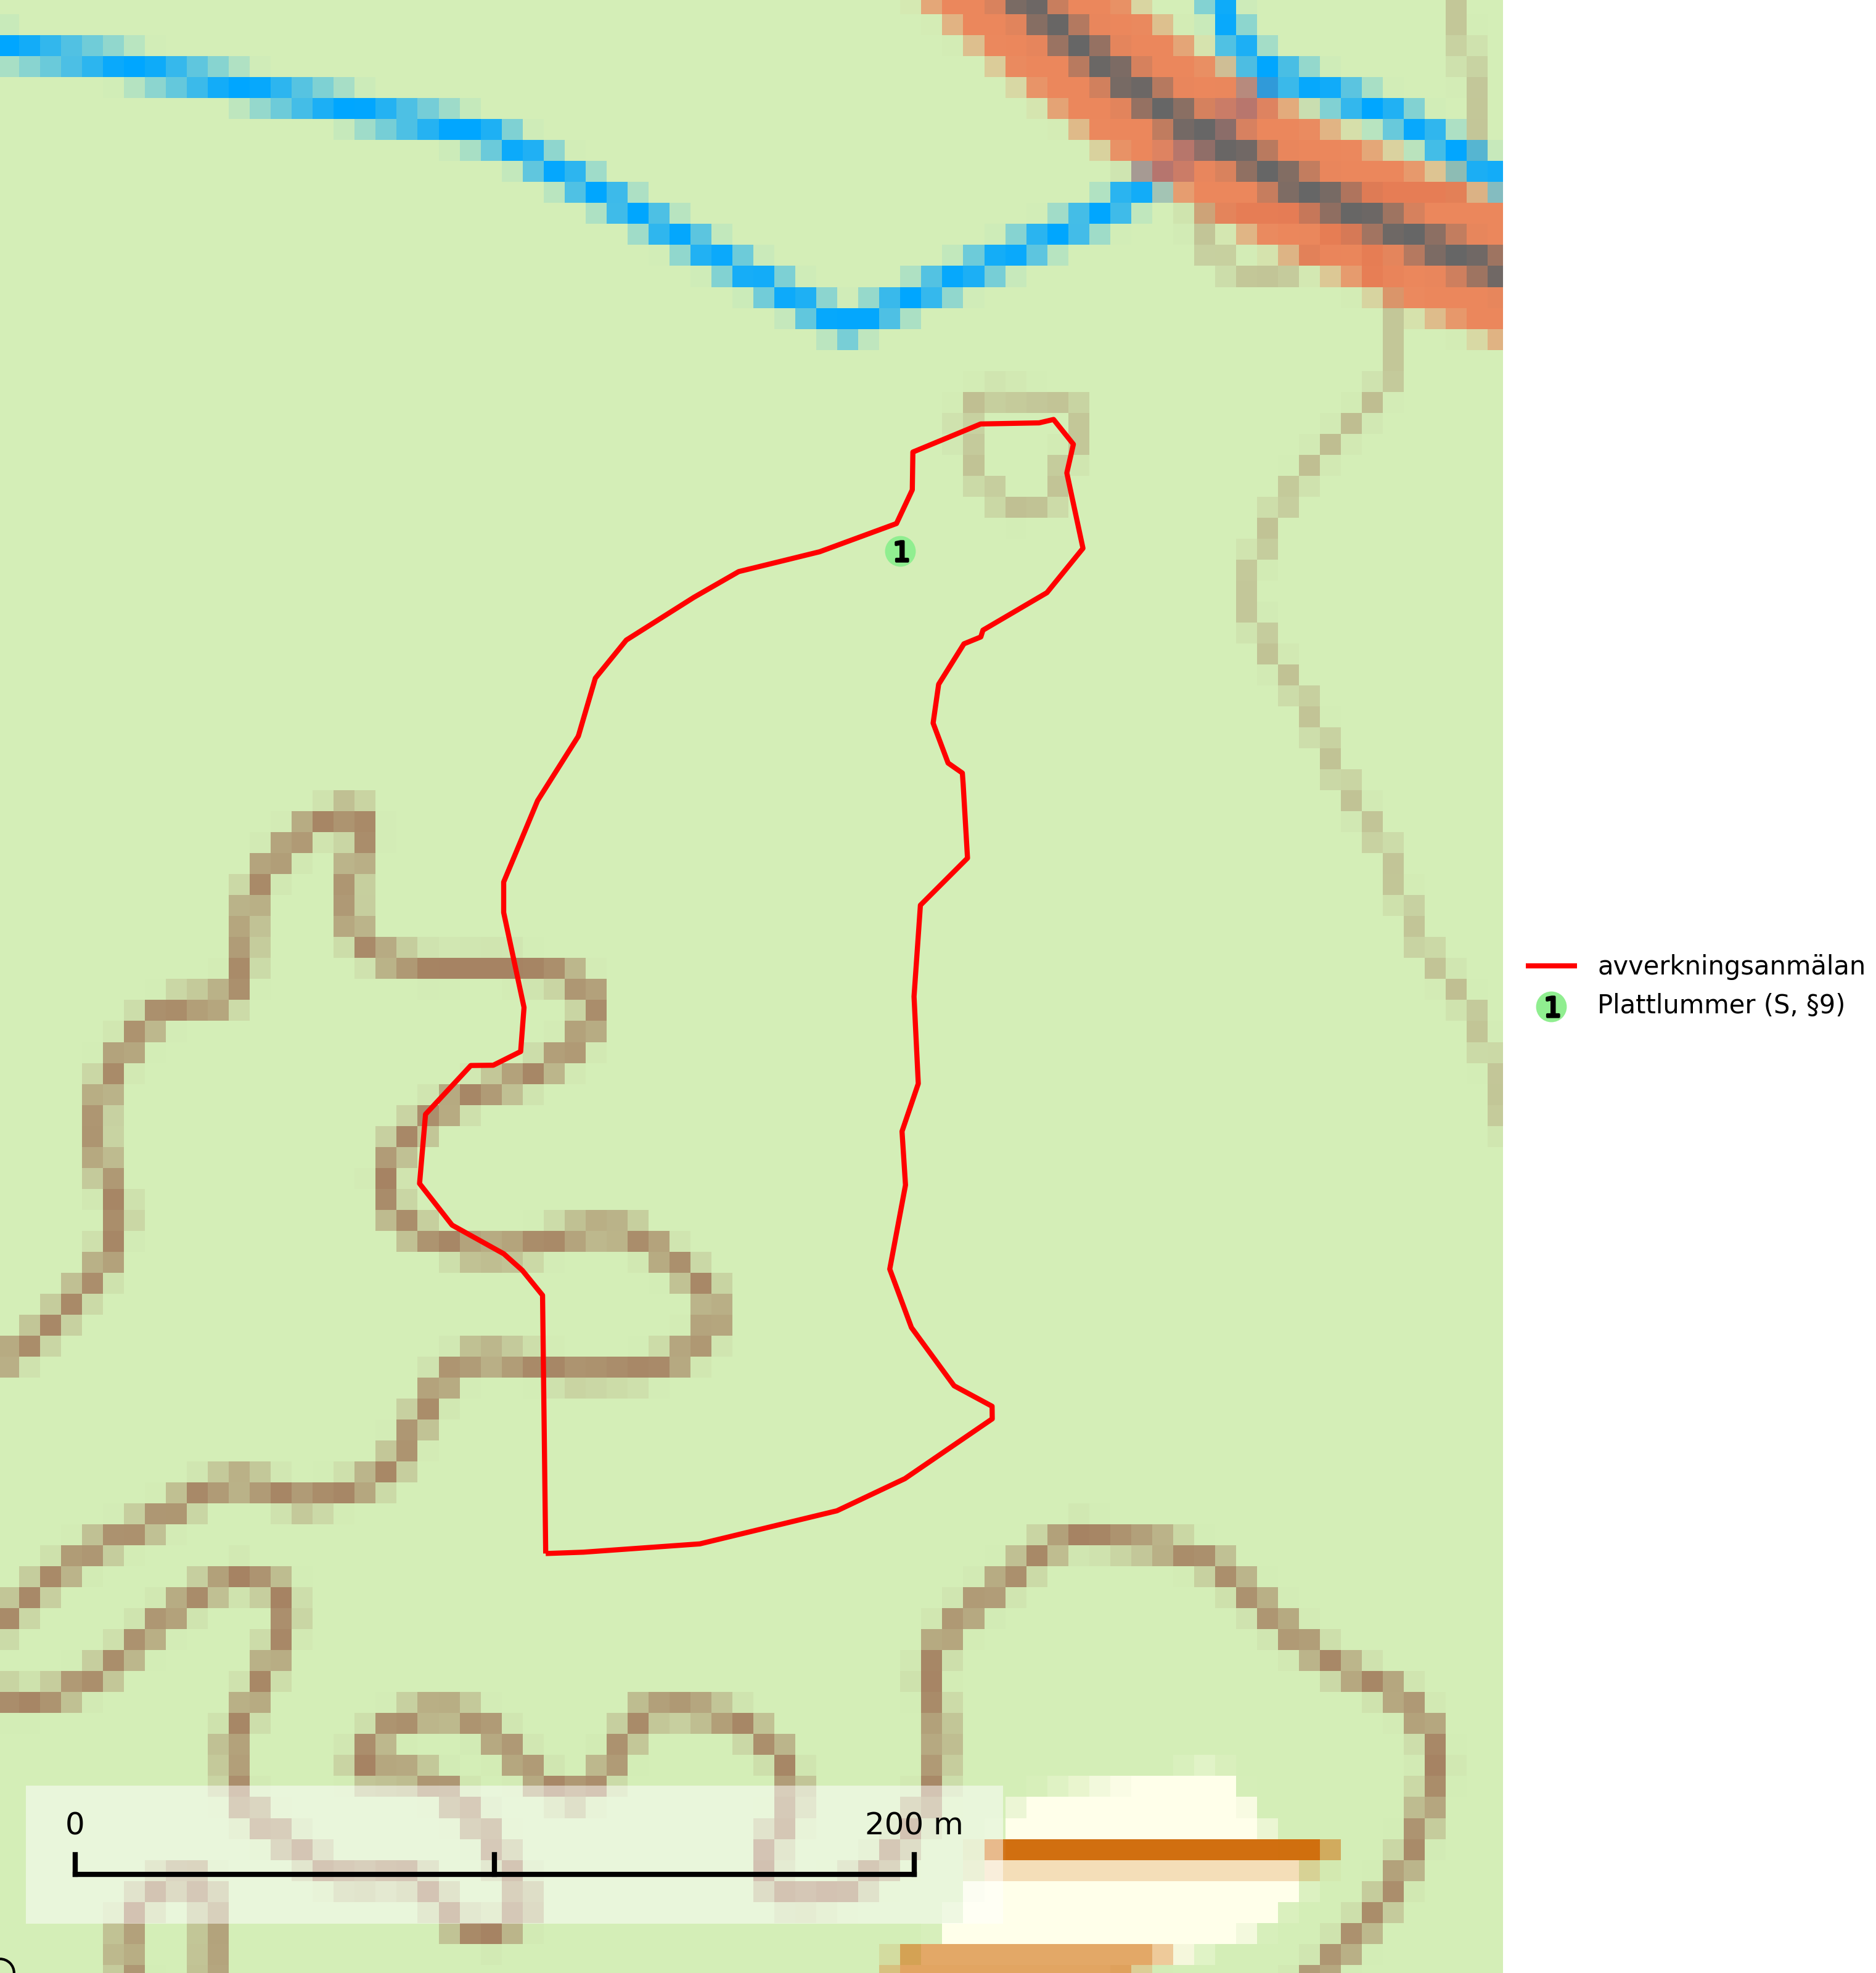 1
avverkningsanmälan
1 Plattlummer (S, §9)
0 200 m